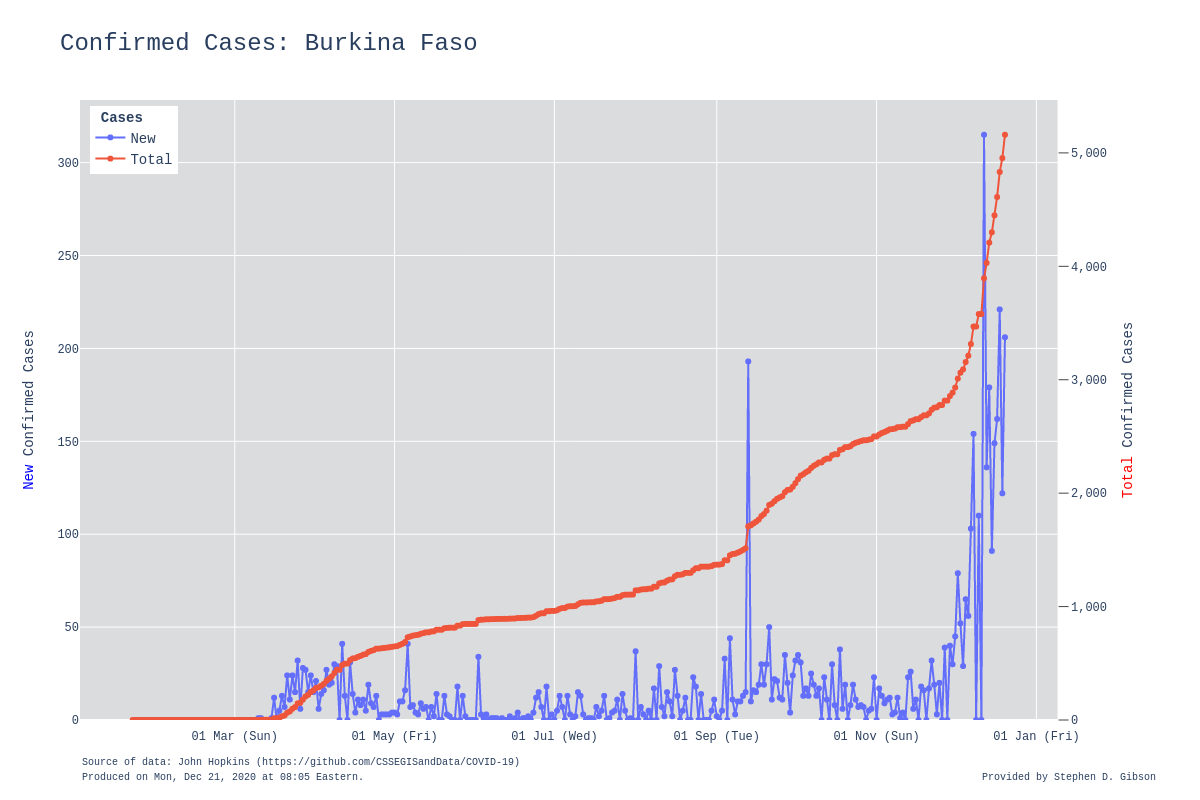 Confirmed Cases: Burkina Faso
Cases
New
Total
300
250
200
150
100
50
0
5,000
4,000
3,000
2,000
1,000
0
New Confirmed Cases
Total Confirmed Cases
01 Mar (Sun)
01 May (Fri)
01 Jul (Wed)
01 Sep (Tue)
01 Nov (Sun)
01 Jan (Fri)
Source of data: John Hopkins (https://github.com/CSSEGISandData/COVID-19)
Produced on Mon, Dec 21, 2020 at 08:05 Eastern.
Provided by Stephen D. Gibson